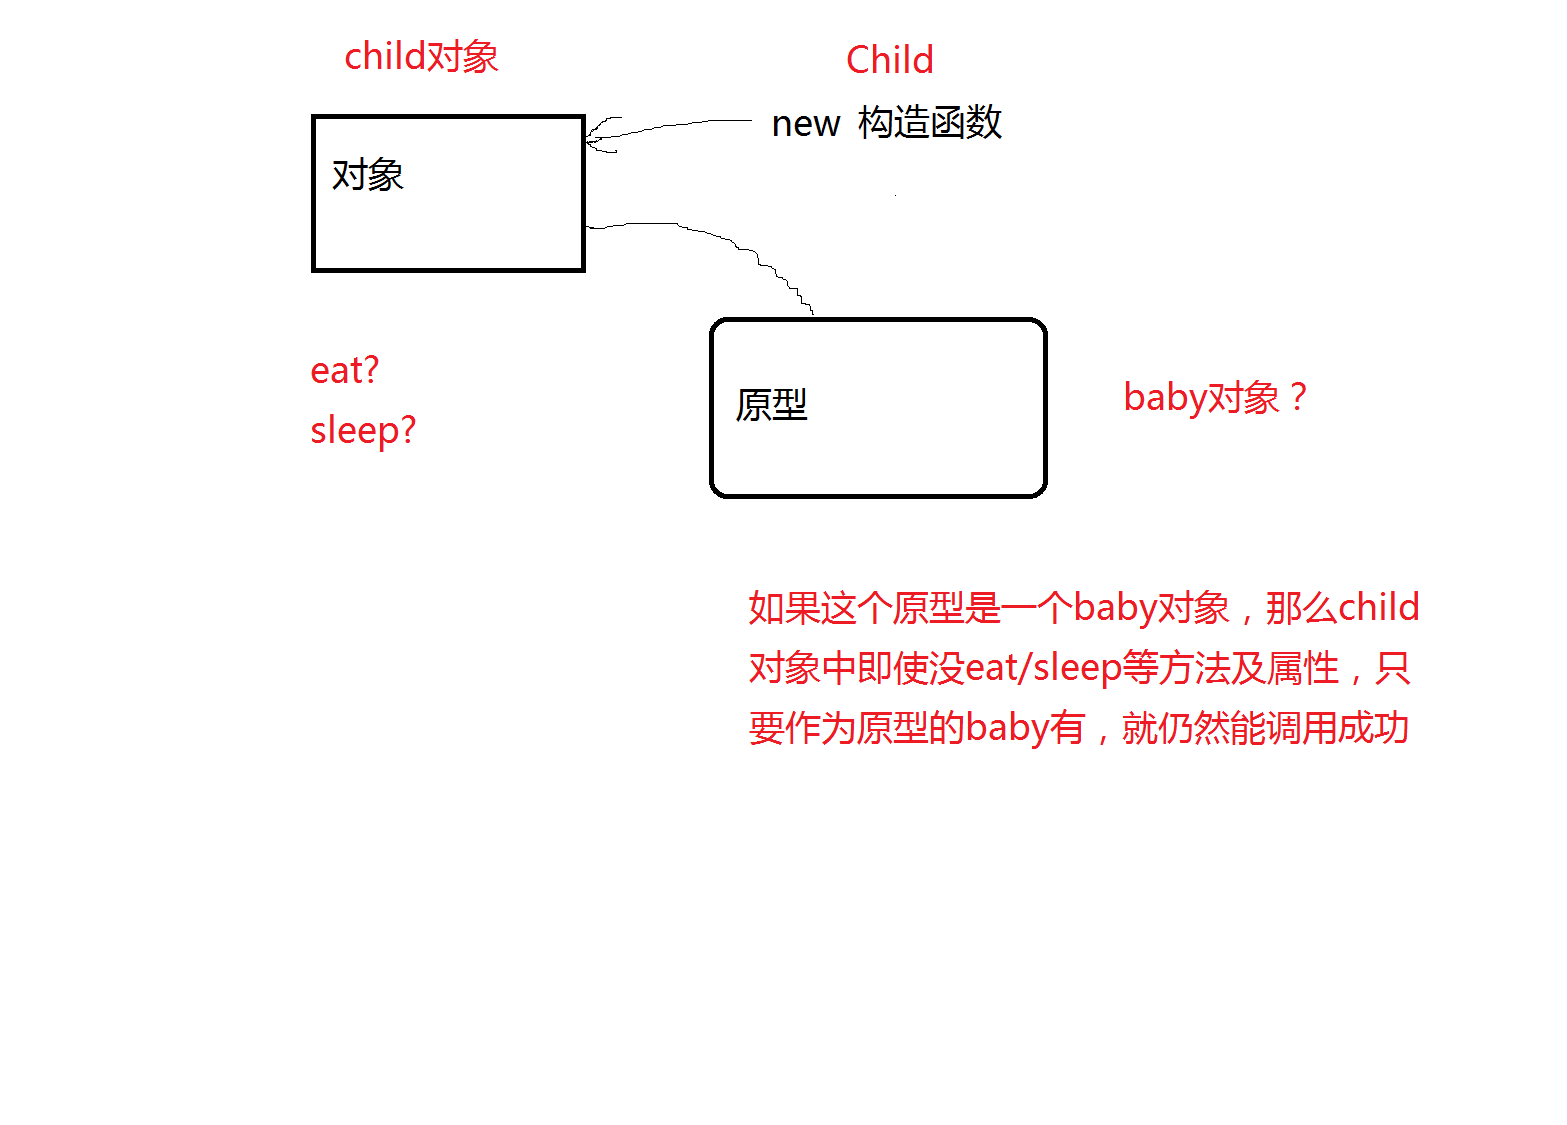 child对象
Child
new 构造函数
对象
eat?
sleep?
原型
baby对象？
如果这个原型是一个baby对象，那么child
对象中即使没eat/sleep等方法及属性，只
要作为原型的baby有，就仍然能调用成功